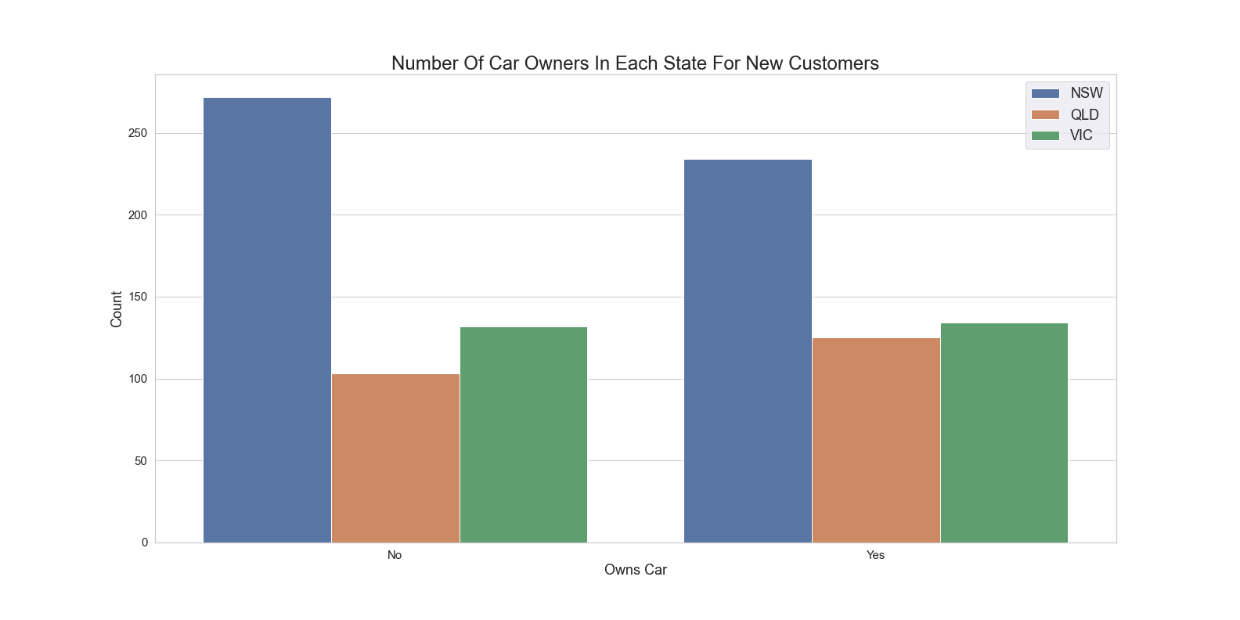 Number Of Car Owners In Each State For New Customers
NSW
QLD
VIC
250
200
150
100
50
0
Count
No
Yes
Owns Car